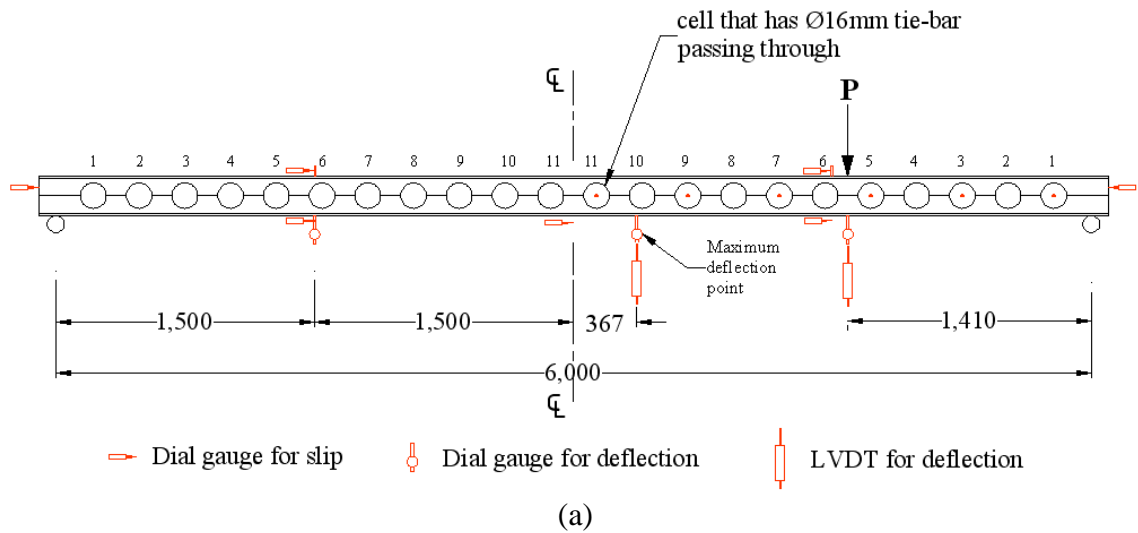 cell that has Ø16mm tie-bar
passing through
℄
P
1 2 3 4 5 6 7 8 9 10 11 11 10 9 8 7 6 5 4 3 2 1
Maximum
deflection
point
1,500 1,500 367 1,410
6,000
℄
Dial gauge for slip Dial gauge for deflection LVDT for deflection
(a)